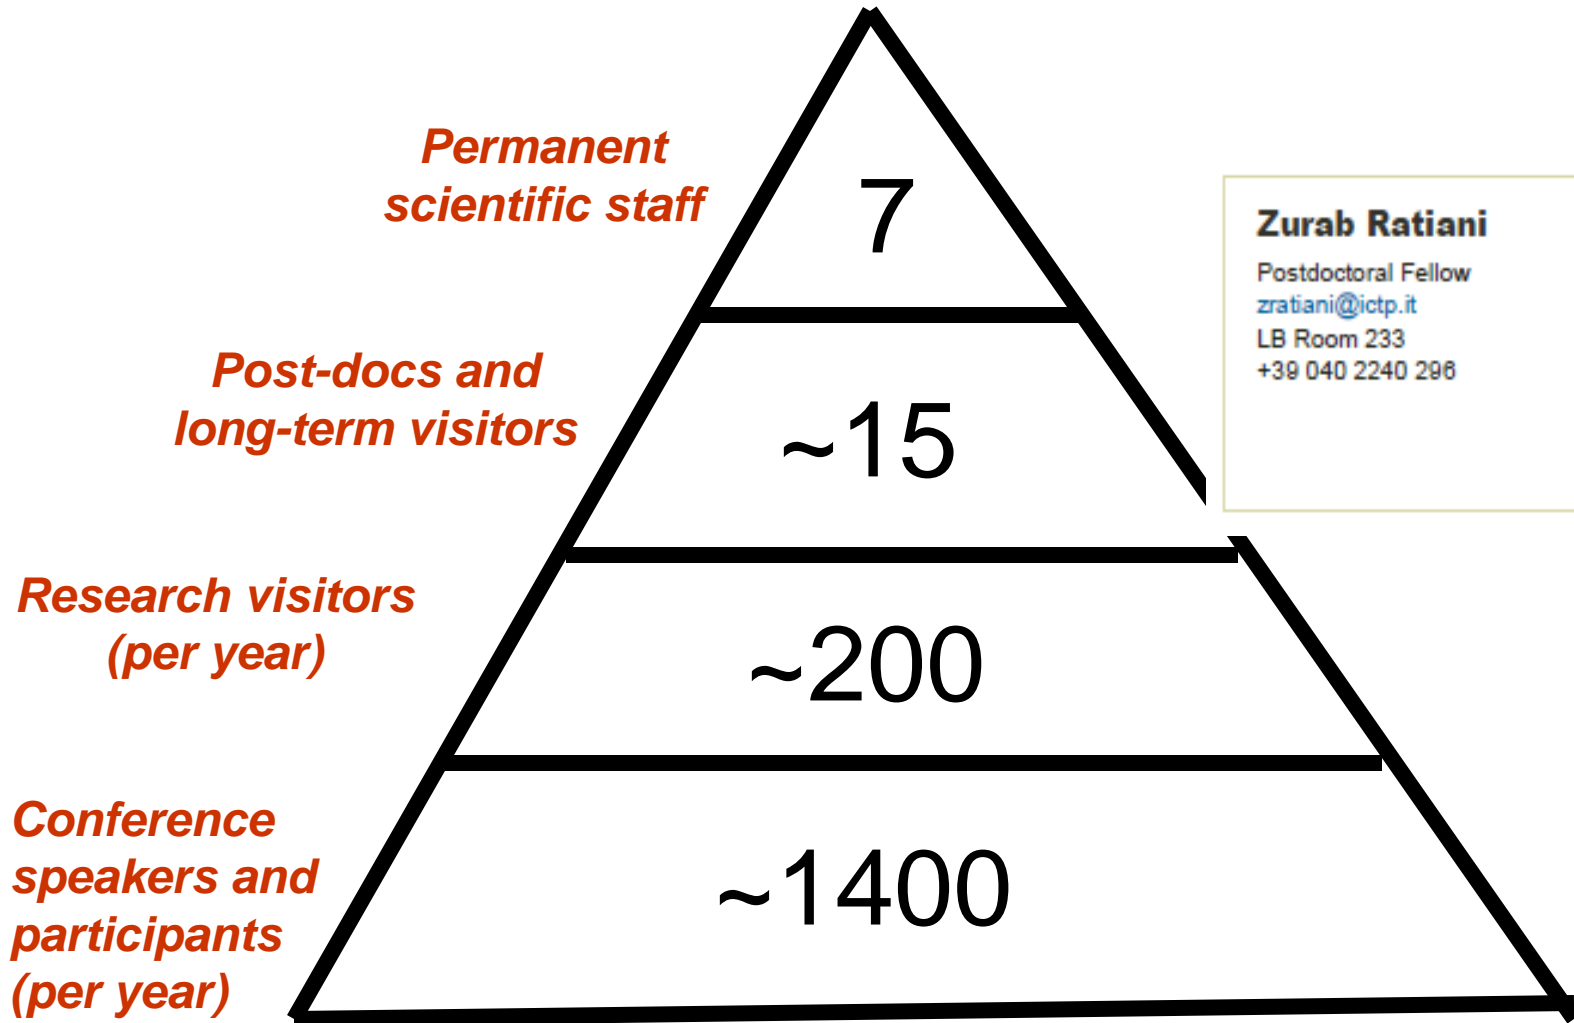 Permanent
scientific staff
7
Zurab Ratiani
Postdoctoral Fellow
zratiani@ictp.it
LB Room 233
+39 040 2240 296
Post-docs and
long-term visitors
~15
Research visitors
(per year)
~200
Conference
speakers and
participants
(per year)
~1400